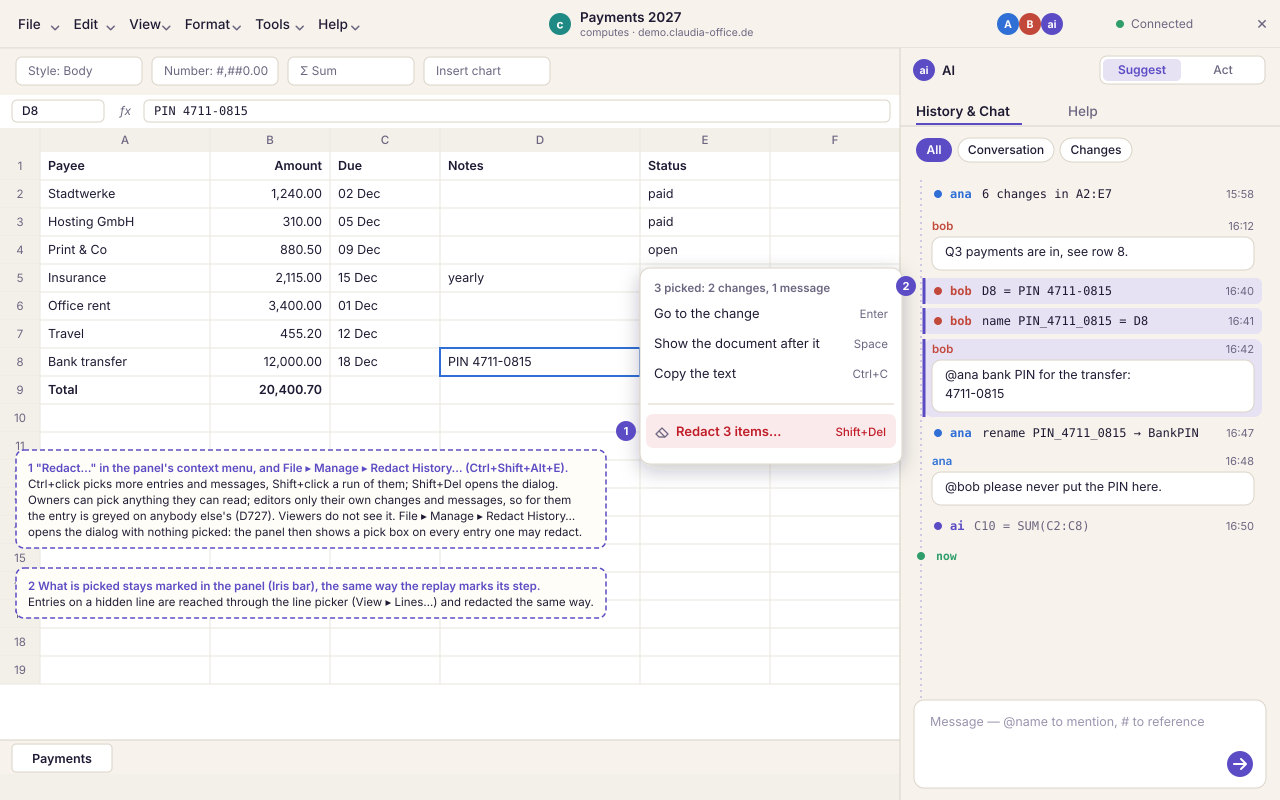 File Edit View Format Tools Help
c Payments 2027
computes · demo.claudia-office.de
A B ai
Connected
×
Style: Body
Number: #,##0.00
Σ Sum
Insert chart
D8 fx PIN 4711-0815
A B C D E F
1 Payee Amount Due Notes Status
2 Stadtwerke 1,240.00 02 Dec paid
3 Hosting GmbH 310.00 05 Dec paid
4 Print & Co 880.50 09 Dec open
5 Insurance 2,115.00 15 Dec yearly
6 Office rent 3,400.00 01 Dec
7 Travel 455.20 12 Dec
8 Bank transfer 12,000.00 18 Dec PIN 4711-0815
9 Total 20,400.70
10
11
15
18
19
3 picked: 2 changes, 1 message
Go to the change Enter
Show the document after it Space
Copy the text Ctrl+C
1 Redact 3 items… Shift+Del
2
1 "Redact…" in the panel's context menu, and File ▸ Manage ▸ Redact History… (Ctrl+Shift+Alt+E).
Ctrl+click picks more entries and messages, Shift+click a run of them; Shift+Del opens the dialog.
Owners can pick anything they can read; editors only their own changes and messages, so for them
the entry is greyed on anybody else's (D727). Viewers do not see it. File ▸ Manage ▸ Redact History…
opens the dialog with nothing picked: the panel then shows a pick box on every entry one may redact.
2 What is picked stays marked in the panel (Iris bar), the same way the replay marks its step.
Entries on a hidden line are reached through the line picker (View ▸ Lines…) and redacted the same way.
Payments
ai AI
Suggest Act
History & Chat Help
All Conversation Changes
ana 6 changes in A2:E7 15:58
bob 16:12
Q3 payments are in, see row 8.
bob D8 = PIN 4711-0815 16:40
bob name PIN_4711_0815 = D8 16:41
bob 16:42
@ana bank PIN for the transfer:
4711-0815
ana rename PIN_4711_0815 → BankPIN 16:47
ana 16:48
@bob please never put the PIN here.
ai C10 = SUM(C2:C8) 16:50
now
Message — @name to mention, # to reference